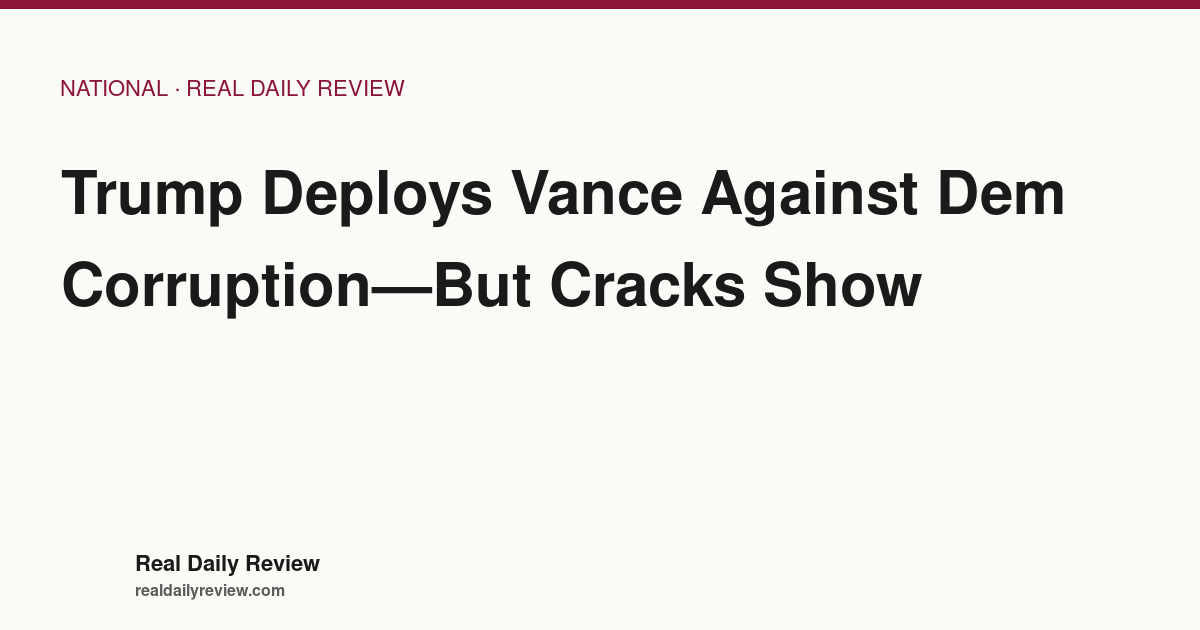 NATIONAL · REAL DAILY REVIEW
Trump Deploys Vance Against Dem
Corruption—But Cracks Show
Real Daily Review
realdailyreview.com